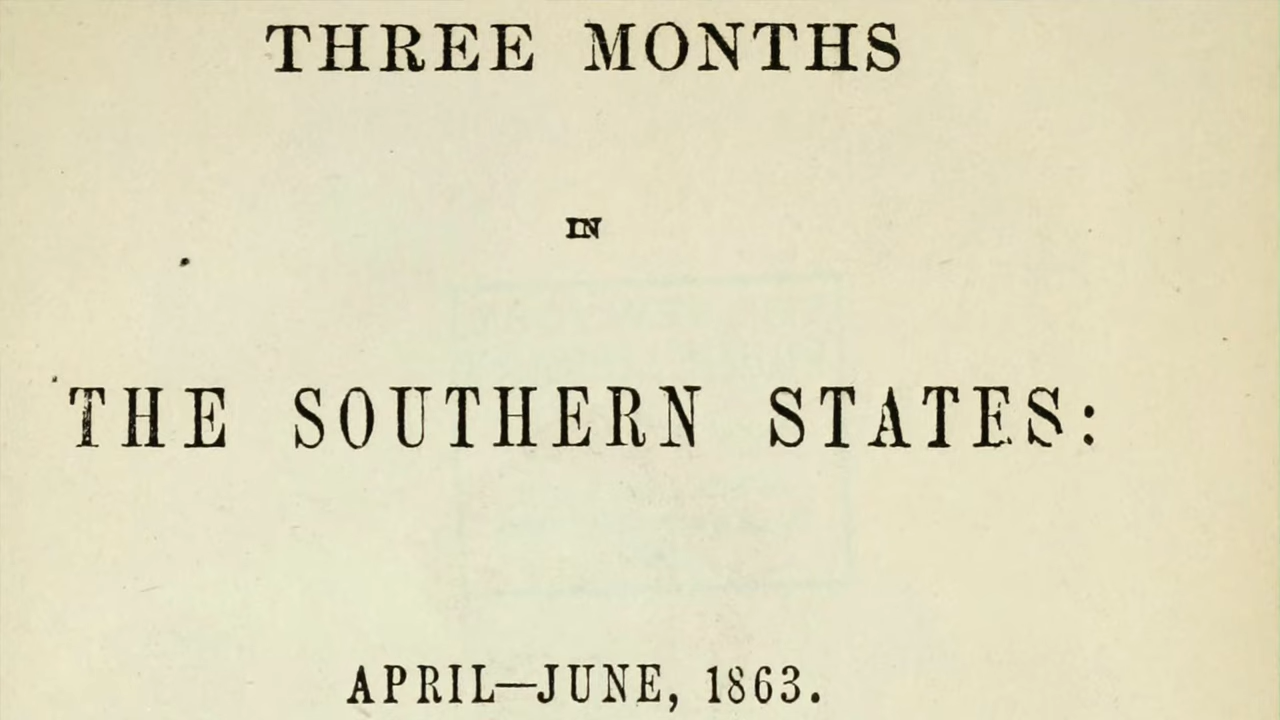 THREE MONTHS
IN
THE SOUTHERN STATES:
APRIL—JUNE, 1863.